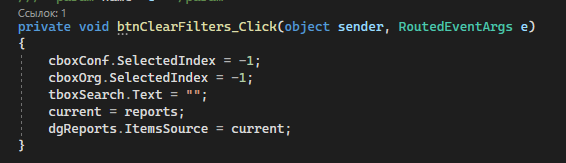 Ссылок: 1
private void btnClearFilters_Click(object sender, RoutedEventArgs e)
{
cboxConf.SelectedIndex = -1;
cboxOrg.SelectedIndex = -1;
tboxSearch.Text = "";
current = reports;
dgReports.ItemsSource = current;
}